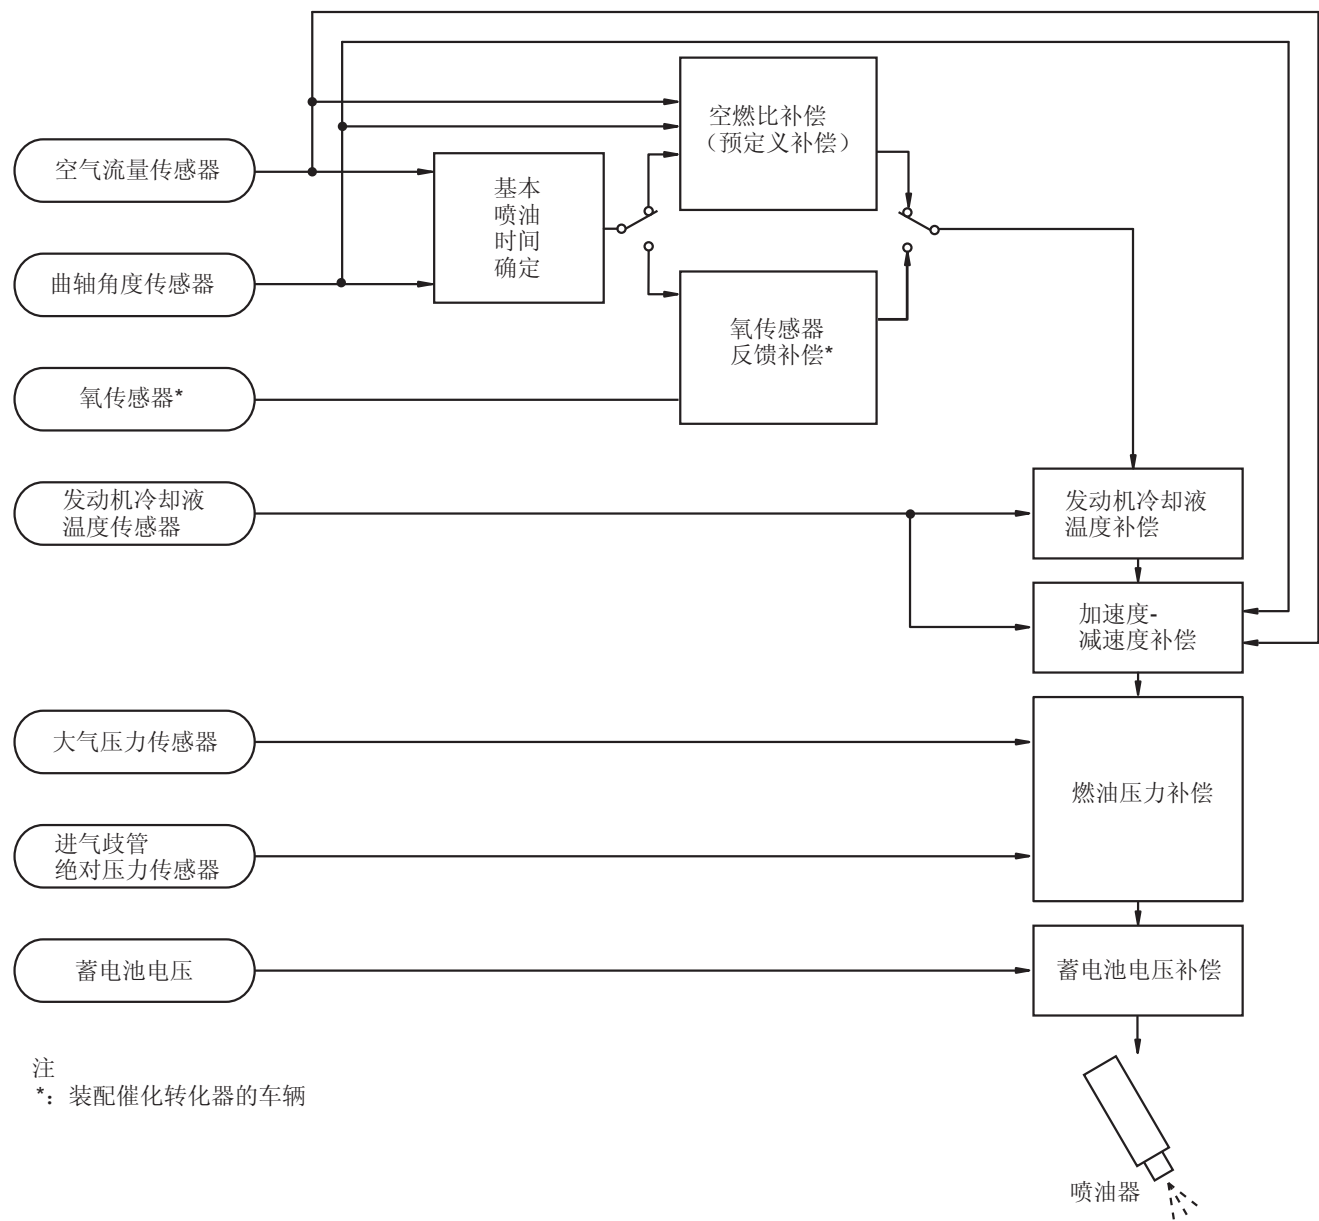 空燃比补偿
（预定义补偿）
空气流量传感器
基本
喷油
时间
确定
曲轴角度传感器
氧传感器
反馈补偿*
氧传感器*
发动机冷却液
温度传感器
发动机冷却液
温度补偿
加速度-
减速度补偿
大气压力传感器
燃油压力补偿
进气歧管
绝对压力传感器
蓄电池电压
蓄电池电压补偿
注
*：装配催化转化器的车辆
喷油器